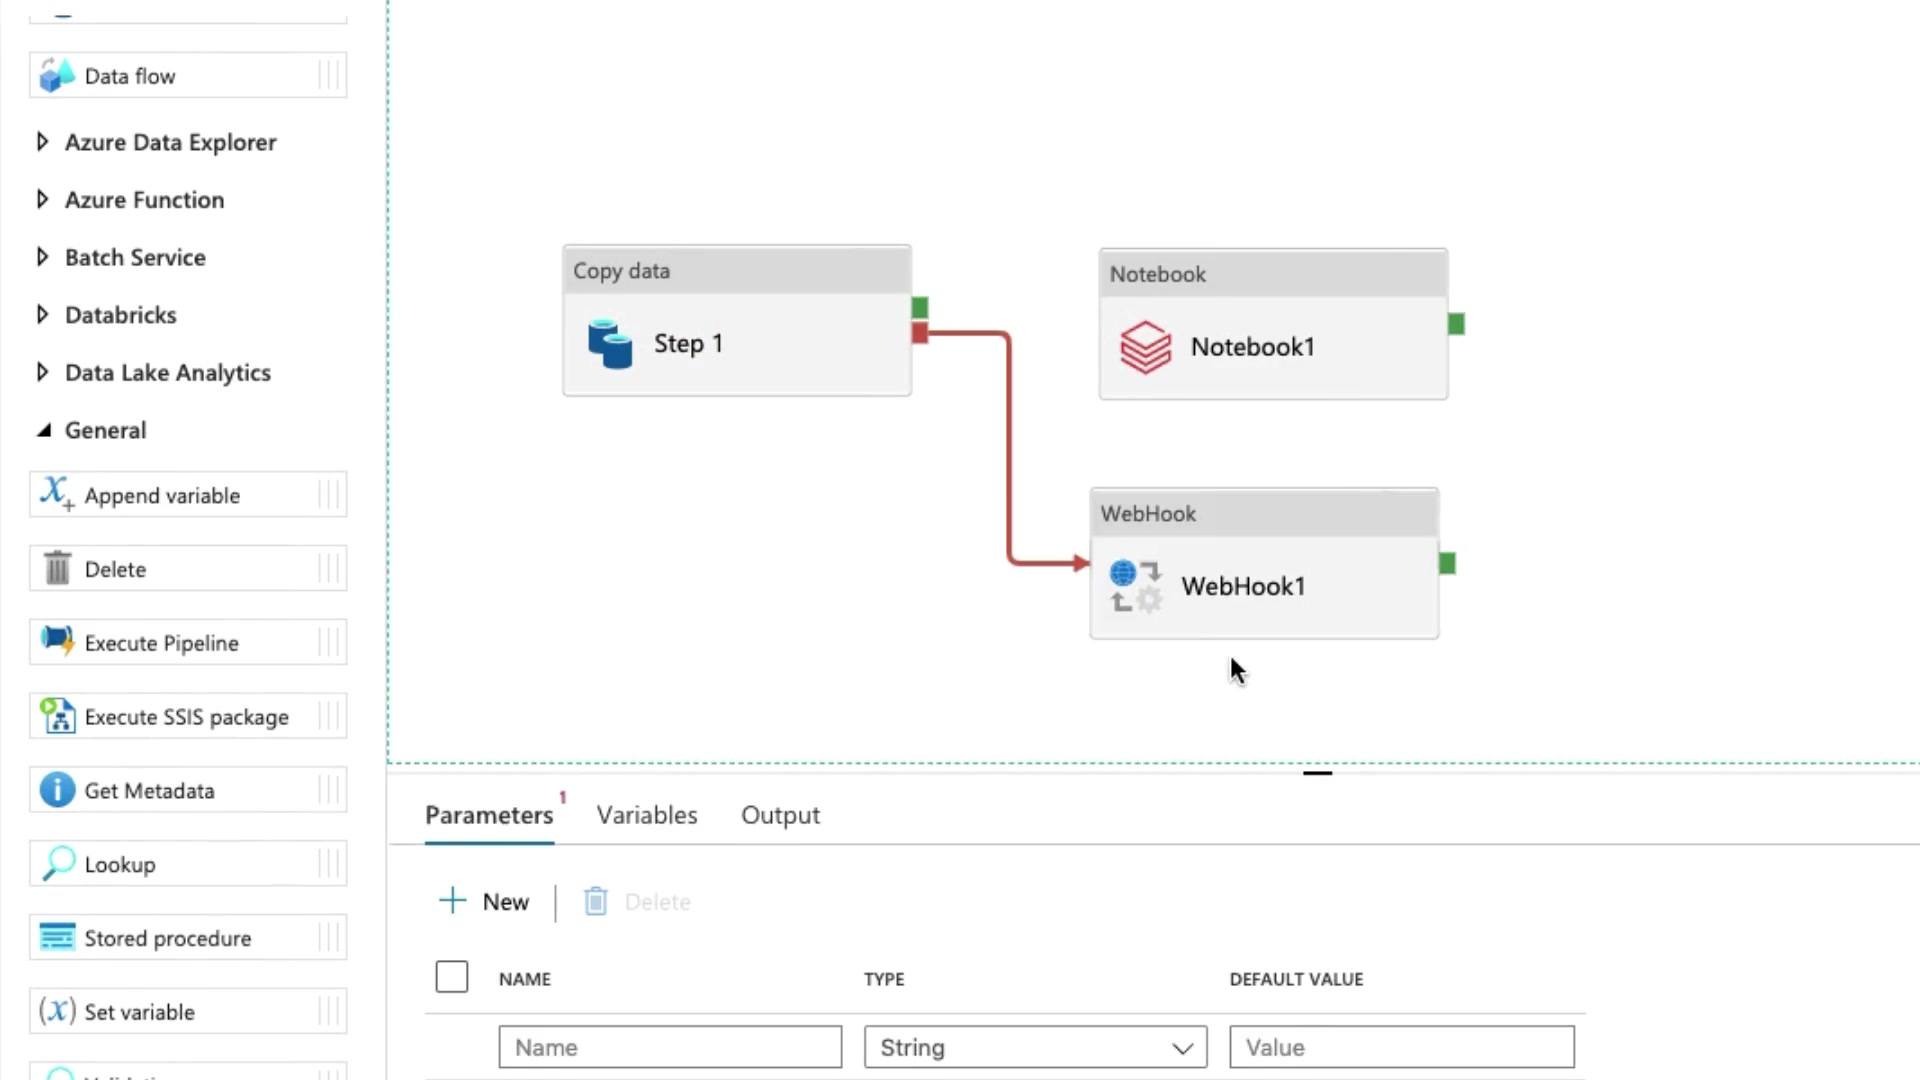 Data flow
Azure Data Explorer
Azure Function
Batch Service
Databricks
Data Lake Analytics
General
Append variable
Delete
Execute Pipeline
Execute SSIS package
Get Metadata
Lookup
Stored procedure
(x) Set variable
Copy data
Step 1
Notebook
Notebook1
WebHook
WebHook1
Parameters 1 Variables Output
New Delete
NAME TYPE DEFAULT VALUE
Name String Value